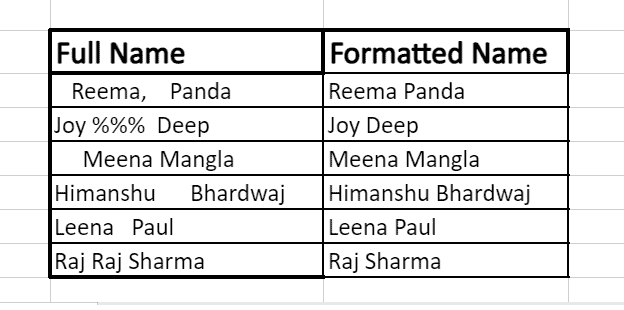 Full Name Formatted Name
Reema, Panda Reema Panda
Joy %%% Deep Joy Deep
Meena Mangla Meena Mangla
Himanshu Bhardwaj Himanshu Bhardwaj
Leena Paul Leena Paul
Raj Raj Sharma Raj Sharma